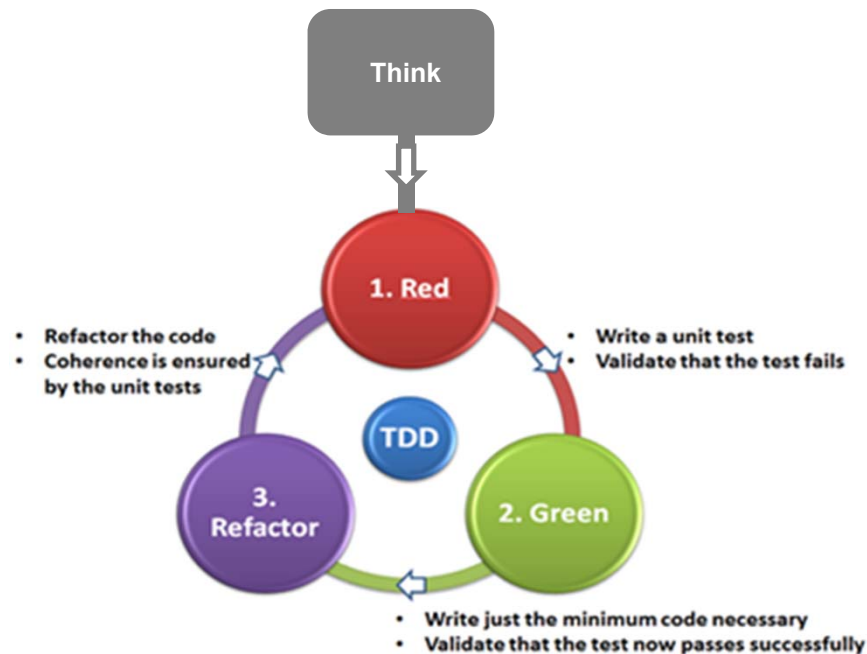 Think
1. Red
• Refactor the code
• Coherence is ensured
by the unit tests
• Write a unit test
• Validate that the test fails
TDD
3.
Refactor
2. Green
• Write just the minimum code necessary
• Validate that the test now passes successfully